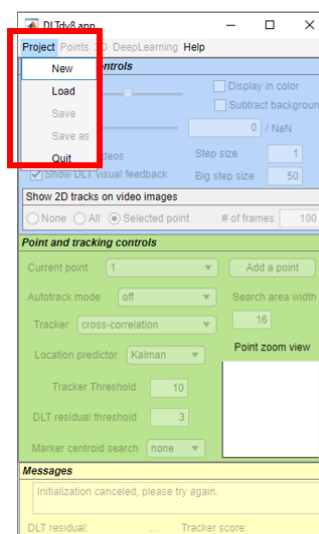 DLTdv8 app
Project Points 3D DeepLearning Help
New
Load
Save
Save as
Quit
controls
Display in color
Subtract backgroun
0 / NaN
deos
Step size 1
Show DLT visual feedback
Big step size 50
Show 2D tracks on video images
None All Selected point # of frames 100
Point and tracking controls
Current point 1 Add a point
Autotrack mode off Search area width
Tracker cross-correlation 16
Location predictor Kalman Point zoom view
Tracker Threshold 10
DLT residual threshold 3
Marker centroid search none
Messages
Initialization canceled, please try again.
DLT residual: ... Tracker score: